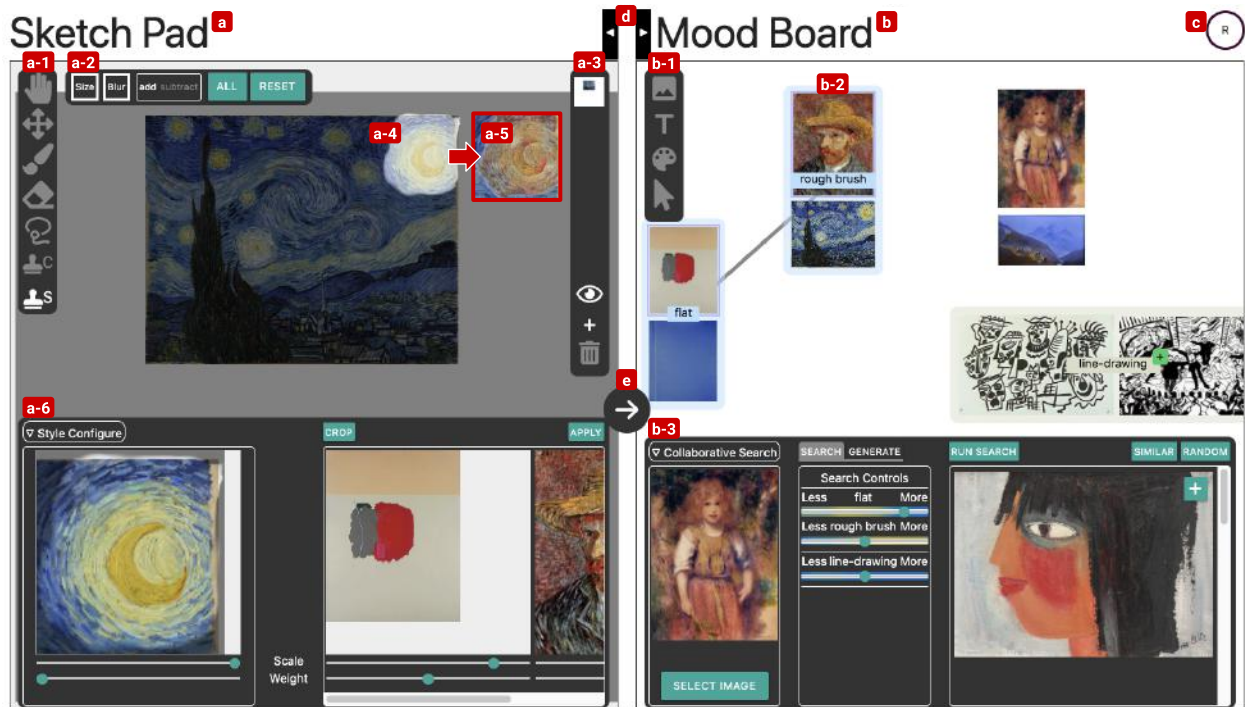 Sketch Pad a
d
Mood Board b
c R
a-1
a-2
a-3
b-1
Size Blur add subtract ALL RESET
b-2
a-4
a-5
T
rough brush
C
S
flat
+
line-drawing +
e
a-6
▽ Style Configure
CROP
APPLY
Scale
Weight
b-3
▽ Collaborative Search
SEARCH GENERATE
RUN SEARCH
SIMILAR RANDOM
Search Controls
Less flat More
Less rough brush More
Less line-drawing More
+
SELECT IMAGE